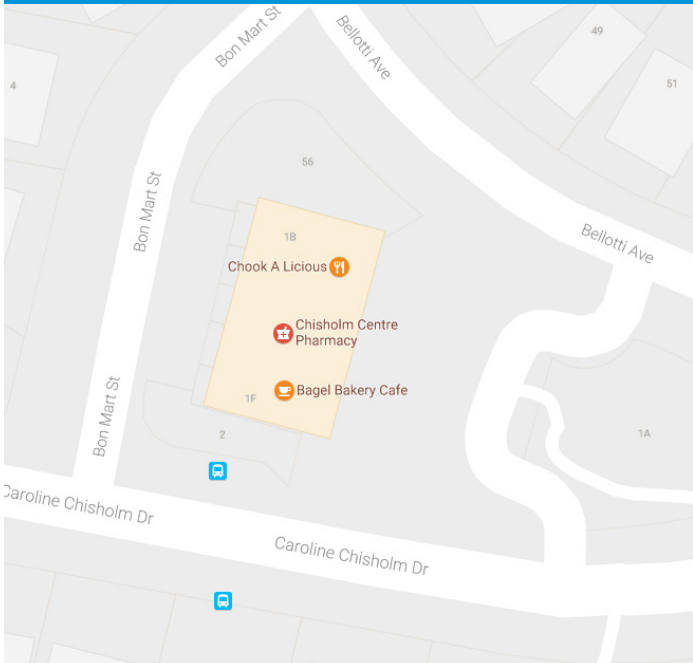 Bon Mart St
Bellotti Ave
49
51
4
56
Bon Mart St
1B
Bellotti Ave
Chook A Licious
Chisholm Centre
Pharmacy
Bagel Bakery Cafe
1F
Bon Mart St
2
1A
Caroline Chisholm Dr
Caroline Chisholm Dr